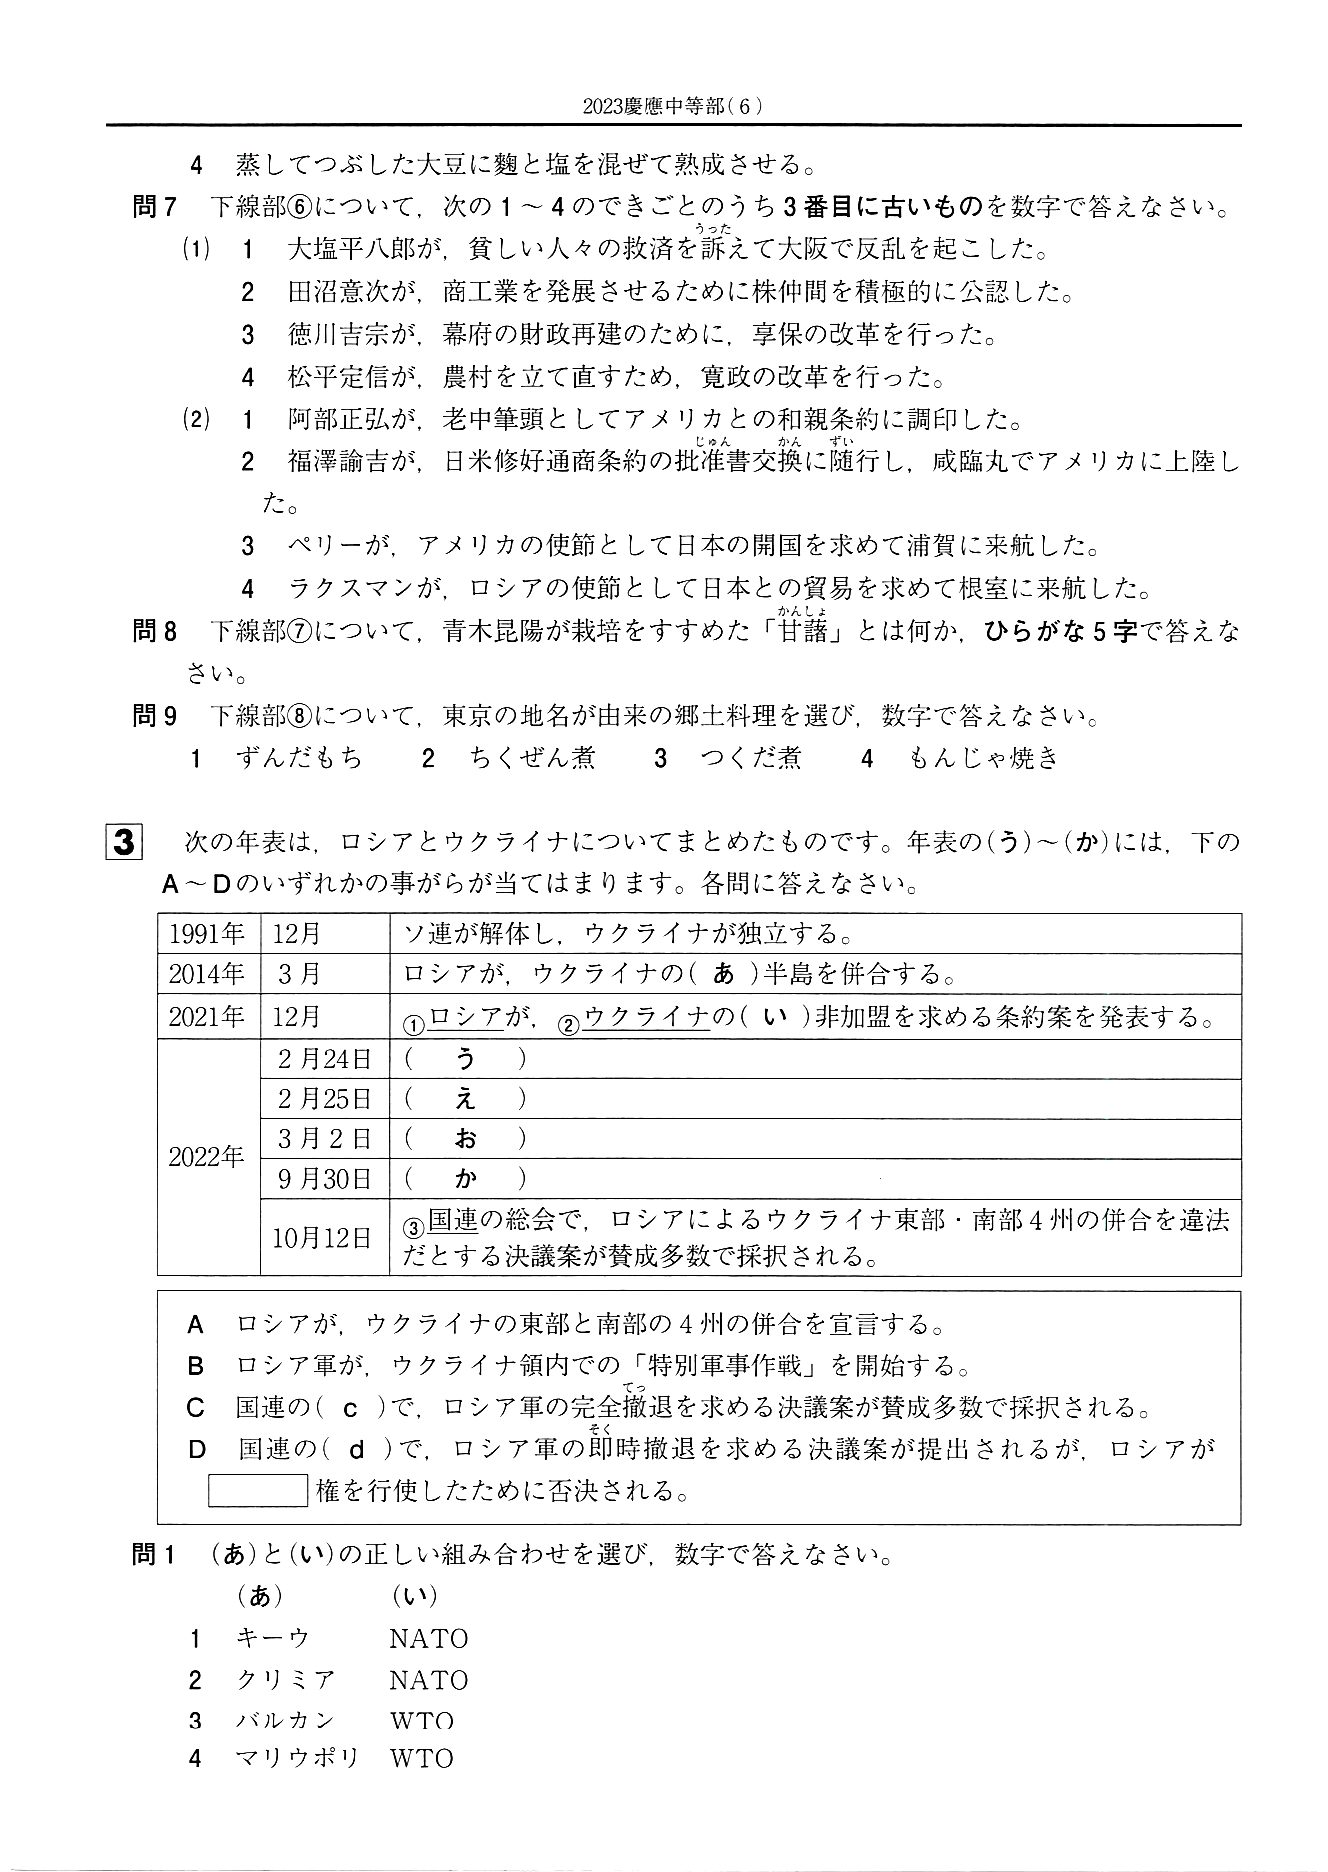 2023慶應中等部(6)
4 蒸してつぶした大豆に麴と塩を混ぜて熟成させる。
問7 下線部⑥について，次の1～4のできごとのうち3番目に古いものを数字で答えなさい。
(1) 1 大塩平八郎が，貧しい人々の救済を訴えて大阪で反乱を起こした。
2 田沼意次が，商工業を発展させるために株仲間を積極的に公認した。
3 徳川吉宗が，幕府の財政再建のために，享保の改革を行った。
4 松平定信が，農村を立て直すため，寛政の改革を行った。
(2) 1 阿部正弘が，老中筆頭としてアメリカとの和親条約に調印した。
2 福澤諭吉が，日米修好通商条約の批准書交換に随行し，咸臨丸でアメリカに上陸し
た。
3 ペリーが，アメリカの使節として日本の開国を求めて浦賀に来航した。
4 ラクスマンが，ロシアの使節として日本との貿易を求めて根室に来航した。
問8 下線部⑦について，青木昆陽が栽培をすすめた「甘藷」とは何か，ひらがな5字で答えな
さい。
問9 下線部⑧について，東京の地名が由来の郷土料理を選び，数字で答えなさい。
1 ずんだもち 2 ちくぜん煮 3 つくだ煮 4 もんじゃ焼き
3 次の年表は，ロシアとウクライナについてまとめたものです。年表の(う)～(か)には，下の
A～Dのいずれかの事がらが当てはまります。各問に答えなさい。
1991年 12月 ソ連が解体し，ウクライナが独立する。
2014年 3月 ロシアが，ウクライナの( あ )半島を併合する。
2021年 12月 ①ロシアが，②ウクライナの( い )非加盟を求める条約案を発表する。
2022年 2月24日 ( う )
2月25日 ( え )
3月2日 ( お )
9月30日 ( か )
10月12日 ③国連の総会で，ロシアによるウクライナ東部・南部4州の併合を違法
だとする決議案が賛成多数で採択される。
A ロシアが，ウクライナの東部と南部の4州の併合を宣言する。
B ロシア軍が，ウクライナ領内での「特別軍事作戦」を開始する。
C 国連の( c )で，ロシア軍の完全撤退を求める決議案が賛成多数で採択される。
D 国連の( d )で，ロシア軍の即時撤退を求める決議案が提出されるが，ロシアが
権を行使したために否決される。
問1 (あ)と(い)の正しい組み合わせを選び，数字で答えなさい。
(あ) (い)
1 キーウ NATO
2 クリミア NATO
3 バルカン WTO
4 マリウポリ WTO